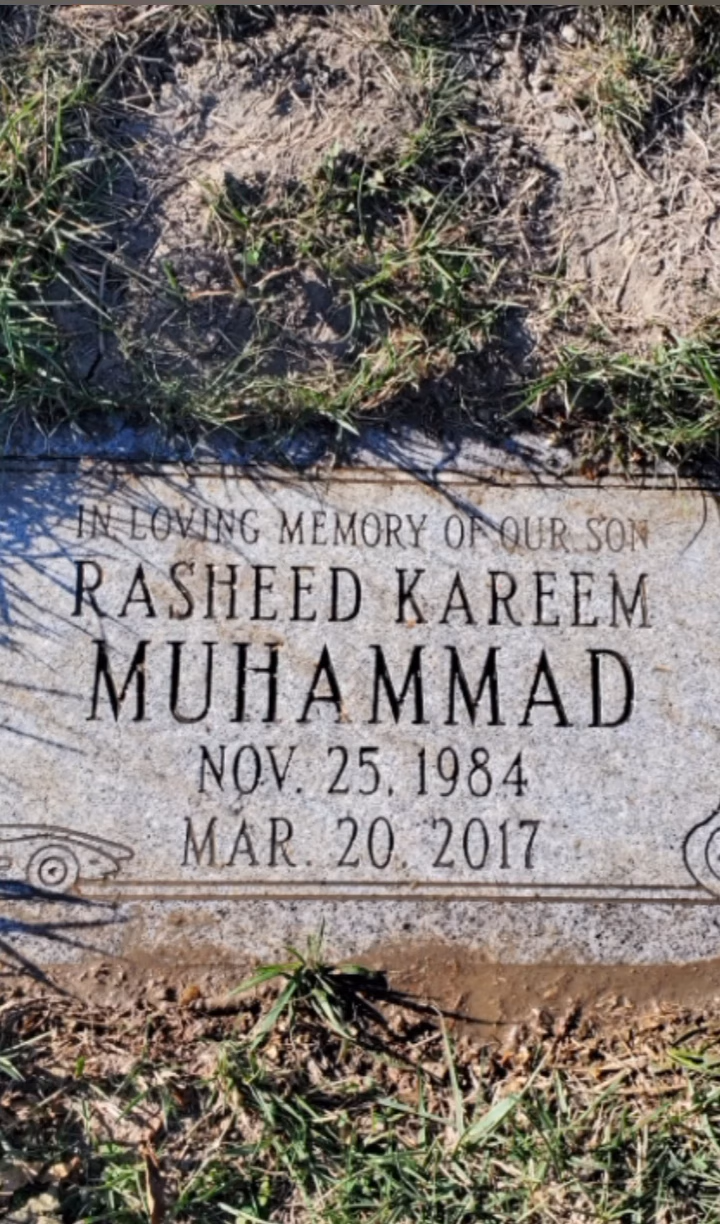 IN LOVING MEMORY OF OUR SON
RASHEED KAREEM
MUHAMMAD
NOV. 25, 1984
MAR. 20, 2017